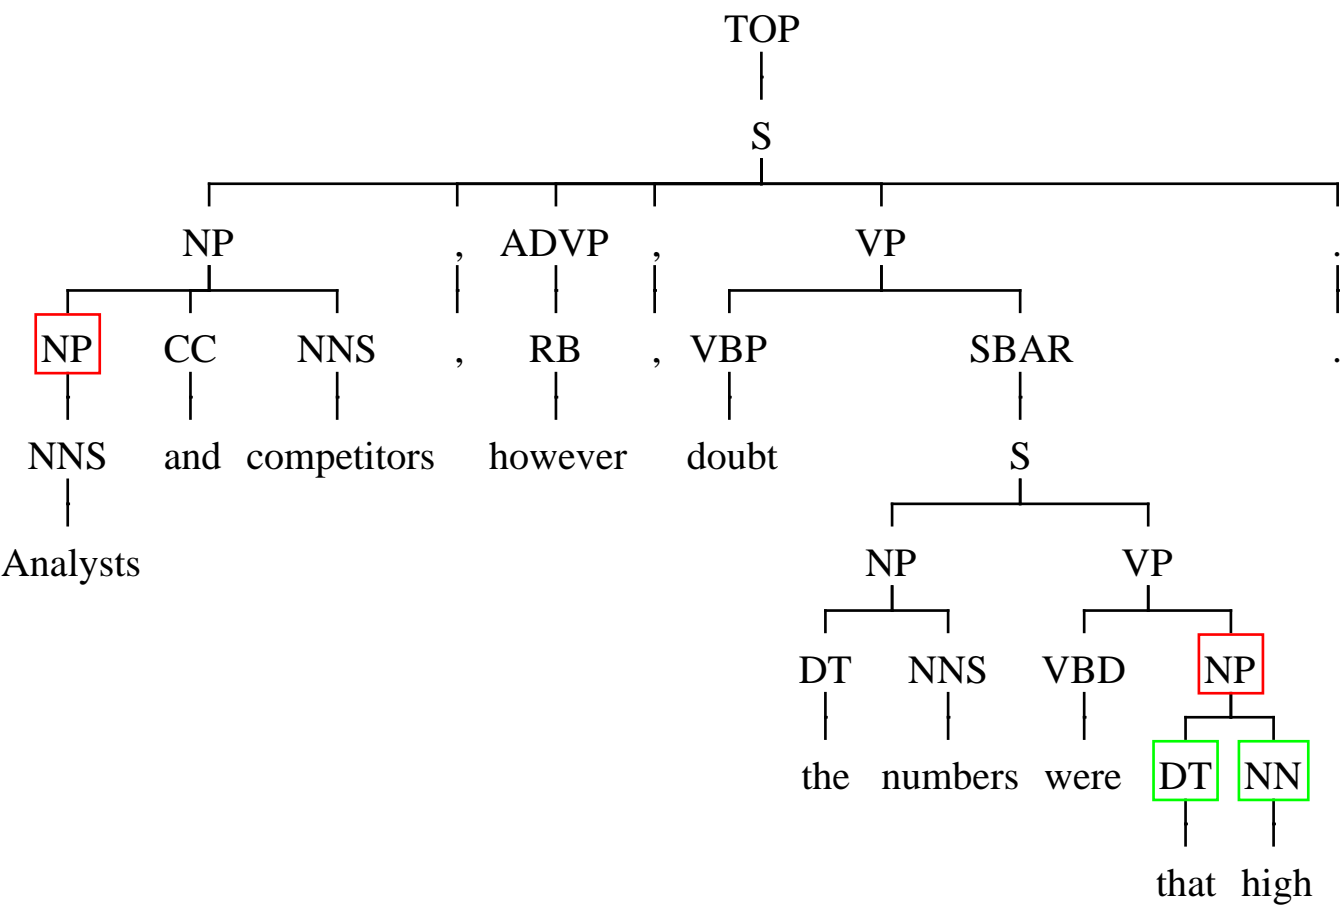 TOP
S
NP , ADVP , VP .
NP CC NNS , RB , VBP SBAR .
NNS and competitors however doubt S
Analysts NP VP
DT NNS VBD NP
the numbers were DT NN
that high